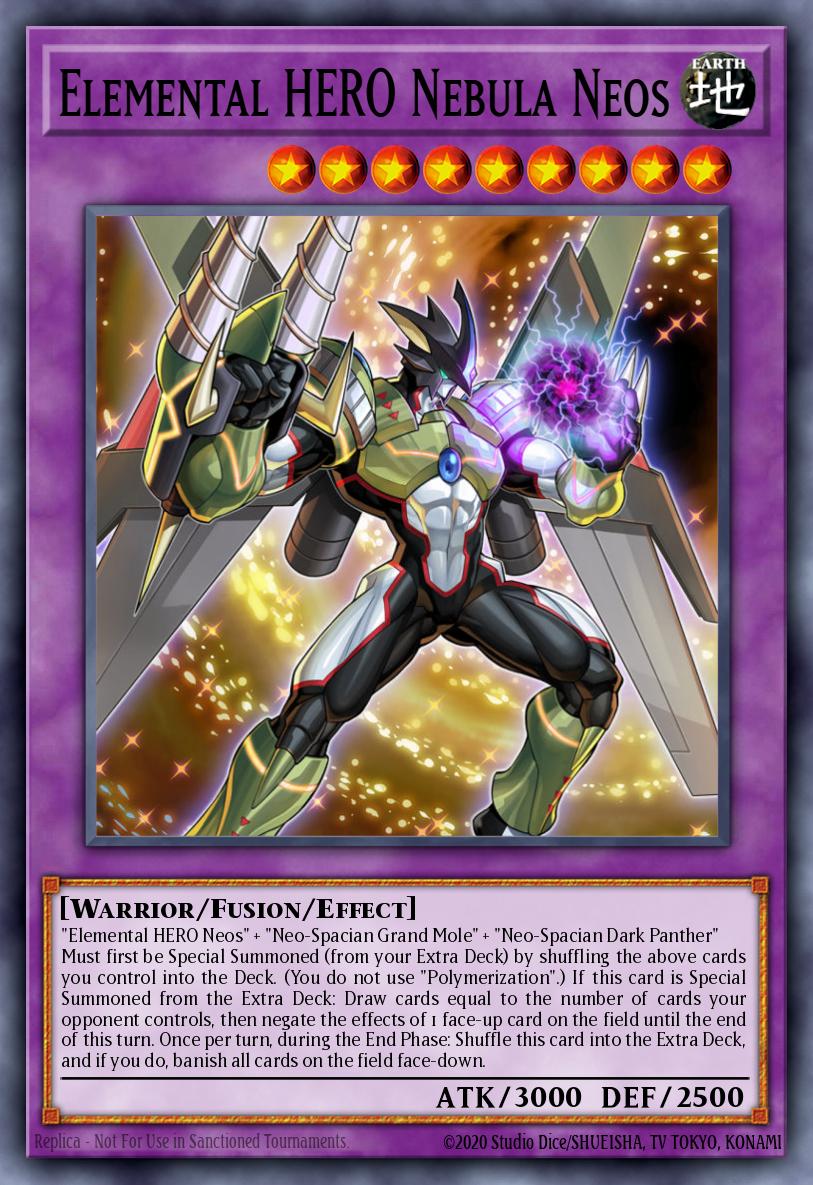 Elemental HERO Nebula Neos
EARTH
地
[Warrior/Fusion/Effect]
"Elemental HERO Neos" + "Neo-Spacian Grand Mole" + "Neo-Spacian Dark Panther"
Must first be Special Summoned (from your Extra Deck) by shuffling the above cards
you control into the Deck. (You do not use "Polymerization".) If this card is Special
Summoned from the Extra Deck: Draw cards equal to the number of cards your
opponent controls, then negate the effects of 1 face-up card on the field until the end
of this turn. Once per turn, during the End Phase: Shuffle this card into the Extra Deck,
and if you do, banish all cards on the field face-down.
ATK/3000 DEF/2500
Replica - Not For Use in Sanctioned Tournaments.
©2020 Studio Dice/SHUEISHA, TV TOKYO, KONAMI